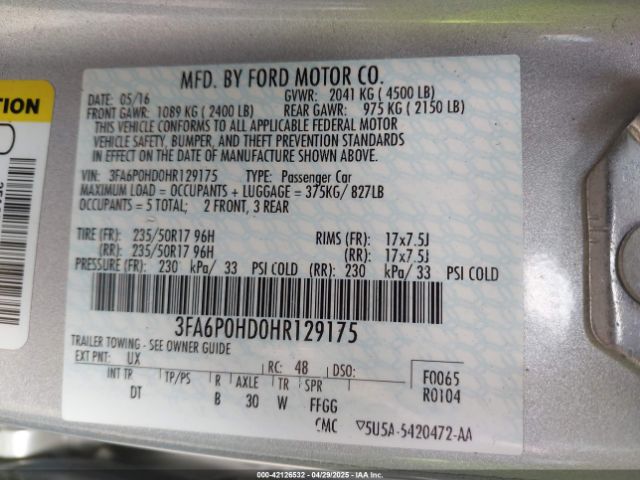 MFD. BY FORD MOTOR CO.
DATE: 05/16 GVWR: 2041 KG ( 4500 LB)
FRONT GAWR: 1089 KG ( 2400 LB) REAR GAWR: 975 KG ( 2150 LB)
THIS VEHICLE CONFORMS TO ALL APPLICABLE FEDERAL MOTOR
VEHICLE SAFETY, BUMPER, AND THEFT PREVENTION STANDARDS
IN EFFECT ON THE DATE OF MANUFACTURE SHOWN ABOVE.
VIN: 3FA6P0HD0HR129175 TYPE: Passenger Car
MAXIMUM LOAD = OCCUPANTS + LUGGAGE = 375KG/ 827LB
OCCUPANTS = 5 TOTAL; 2 FRONT, 3 REAR
TIRE (FR): 235/50R17 96H RIMS (FR): 17x7.5J
(RR): 235/50R17 96H (RR): 17x7.5J
PRESSURE (FR): 230 kPa/ 33 PSI COLD (RR): 230 kPa/ 33 PSI COLD
3FA6P0HD0HR129175
TRAILER TOWING - SEE OWNER GUIDE
EXT PNT: UX RC: 48 DSO:
F0065
R0104
INT TR TP/PS R AXLE TR SPR
DT B 30 W FFGG
CMC ▽5U5A-5420472-AA
00-42126532 - 04/29/2025 - IAAI.COM